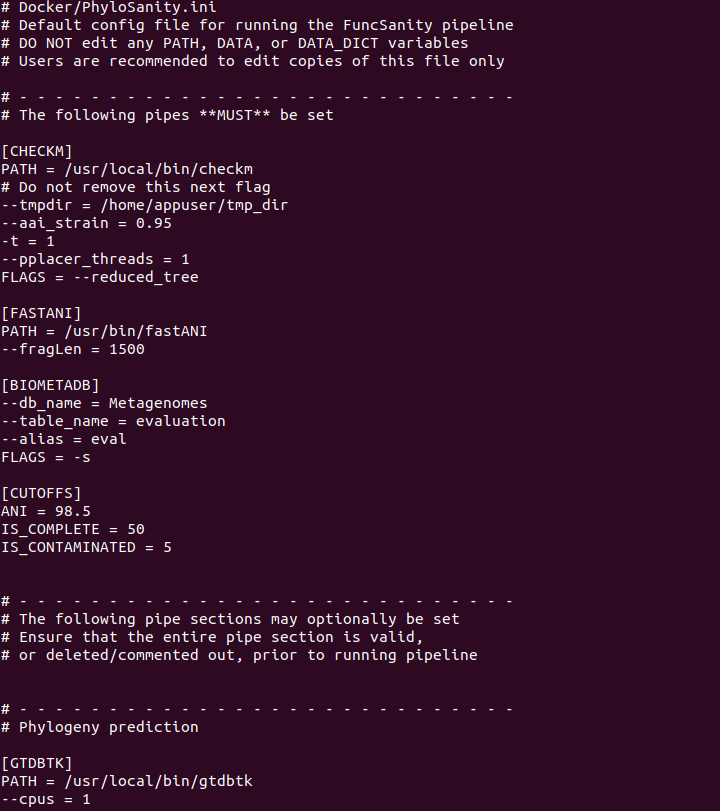 # Docker/PhyloSanity.ini
# Default config file for running the FuncSanity pipeline
# DO NOT edit any PATH, DATA, or DATA_DICT variables
# Users are recommended to edit copies of this file only
# - - - - - - - - - - - - - - - - - - - - - - - - - - - -
# The following pipes **MUST** be set
[CHECKM]
PATH = /usr/local/bin/checkm
# Do not remove this next flag
--tmpdir = /home/appuser/tmp_dir
--aai_strain = 0.95
-t = 1
--pplacer_threads = 1
FLAGS = --reduced_tree
[FASTANI]
PATH = /usr/bin/fastANI
--fragLen = 1500
[BIOMETADB]
--db_name = Metagenomes
--table_name = evaluation
--alias = eval
FLAGS = -s
[CUTOFFS]
ANI = 98.5
IS_COMPLETE = 50
IS_CONTAMINATED = 5
# - - - - - - - - - - - - - - - - - - - - - - - - - - - -
# The following pipe sections may optionally be set
# Ensure that the entire pipe section is valid,
# or deleted/commented out, prior to running pipeline
# - - - - - - - - - - - - - - - - - - - - - - - - - - - -
# Phylogeny prediction
[GTDBTK]
PATH = /usr/local/bin/gtdbtk
--cpus = 1